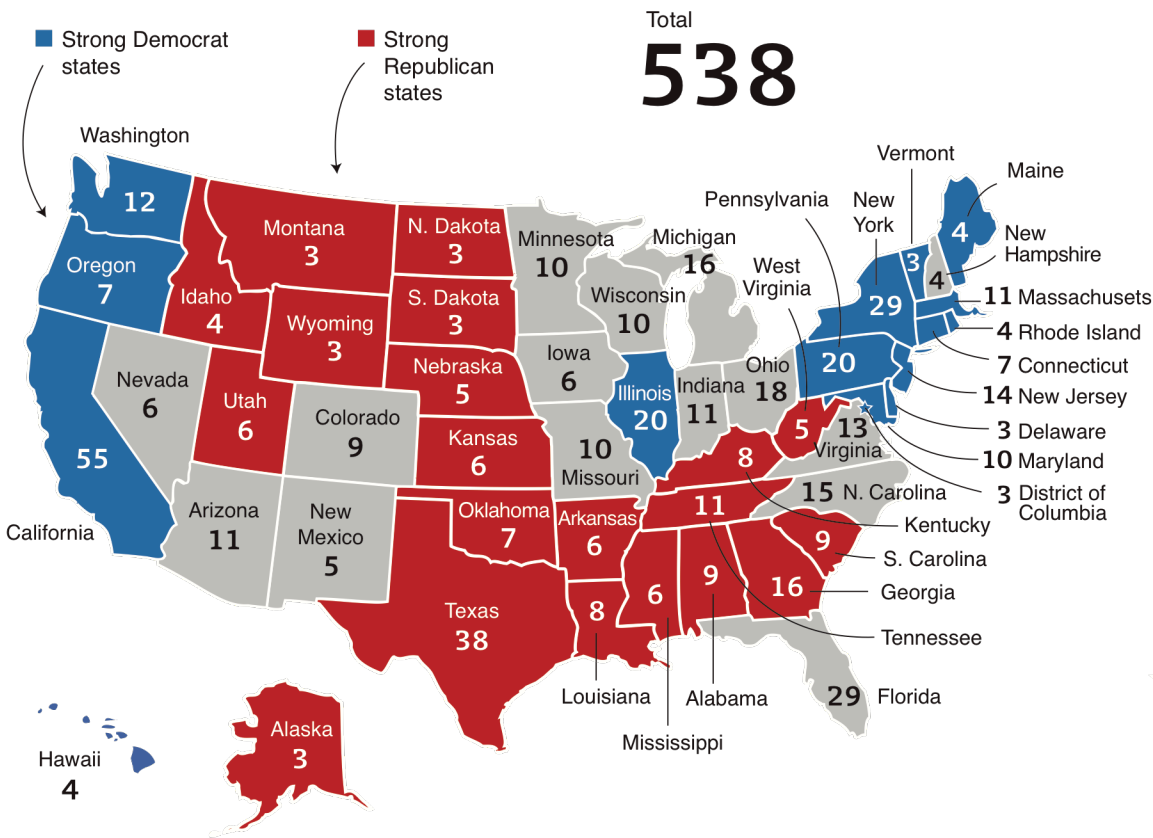 Total
538
Strong Democrat
states
Strong
Republican
states
Washington
12
Oregon
7
California
55
Nevada
6
Idaho
4
Montana
3
Wyoming
3
Utah
6
Arizona
11
Colorado
9
New
Mexico
5
N. Dakota
3
S. Dakota
3
Nebraska
5
Kansas
6
Oklahoma
7
Texas
38
Minnesota
10
Iowa
6
10
Missouri
Arkansas
6
8
Louisiana
Wisconsin
10
Illinois
20
Michigan
16
Indiana
11
Ohio
18
8
Kentucky
11
Tennessee
6
Mississippi
9
Alabama
16
Georgia
9
S. Carolina
15 N. Carolina
29 Florida
13
Virginia
West
Virginia
5
Pennsylvania
20
New
York
29
Vermont
3
Maine
4
New
Hampshire
4
11 Massachusets
4 Rhode Island
7 Connecticut
14 New Jersey
3 Delaware
10 Maryland
3 District of
Columbia
Alaska
3
Hawaii
4